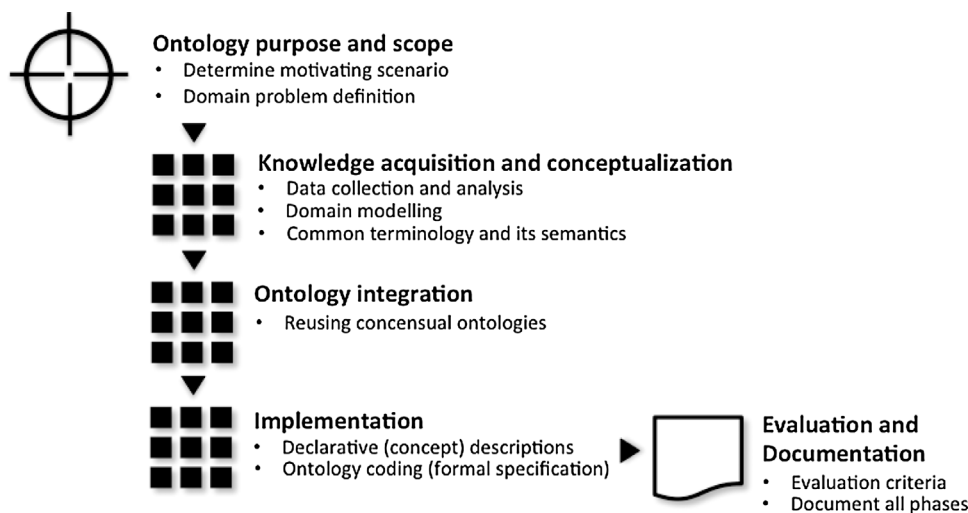 Ontology purpose and scope
• Determine motivating scenario
• Domain problem definition
Knowledge acquisition and conceptualization
• Data collection and analysis
• Domain modelling
• Common terminology and its semantics
Ontology integration
• Reusing concensual ontologies
Implementation
• Declarative (concept) descriptions
• Ontology coding (formal specification)
Evaluation and
Documentation
• Evaluation criteria
• Document all phases